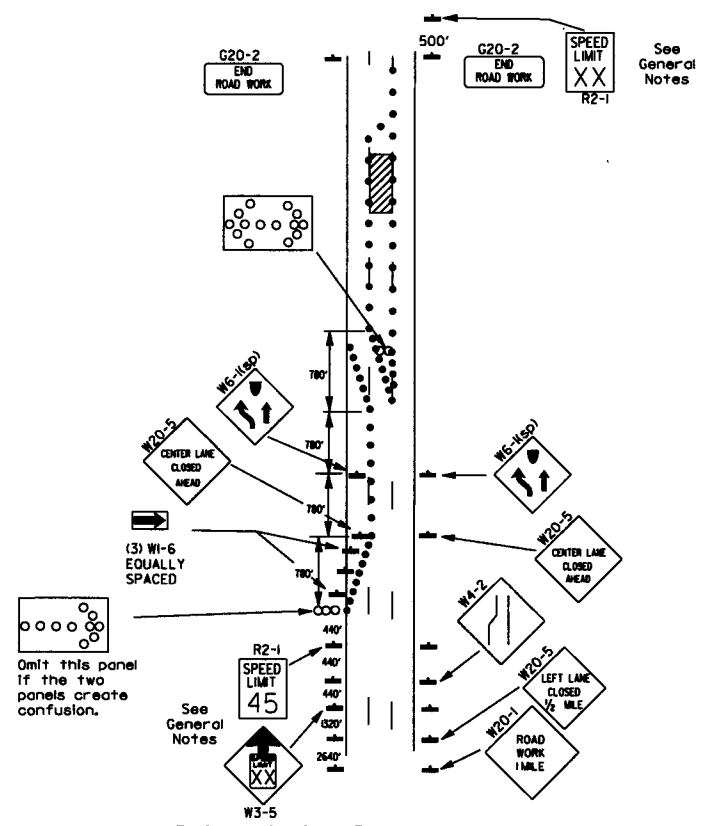 500'
G20-2
END
ROAD WORK
G20-2
END
ROAD WORK
SPEED
LIMIT
XX
R2-1
See
General
Notes
780'
W6-1(sp)
780'
W20-5
CENTER LANE
CLOSED
AHEAD
W6-1(sp)
780'
(3) W1-6
EQUALLY
SPACED
W20-5
CENTER LANE
CLOSED
AHEAD
780'
Omit this panel
if the two
panels create
confusion.
440'
R2-1
SPEED
LIMIT
45
440'
W4-2
440'
See
General
Notes
1320'
W20-5
LEFT LANE
CLOSED
1/2 MILE
SPEED
LIMIT
XX
2640'
W3-5
W20-1
ROAD
WORK
1 MILE